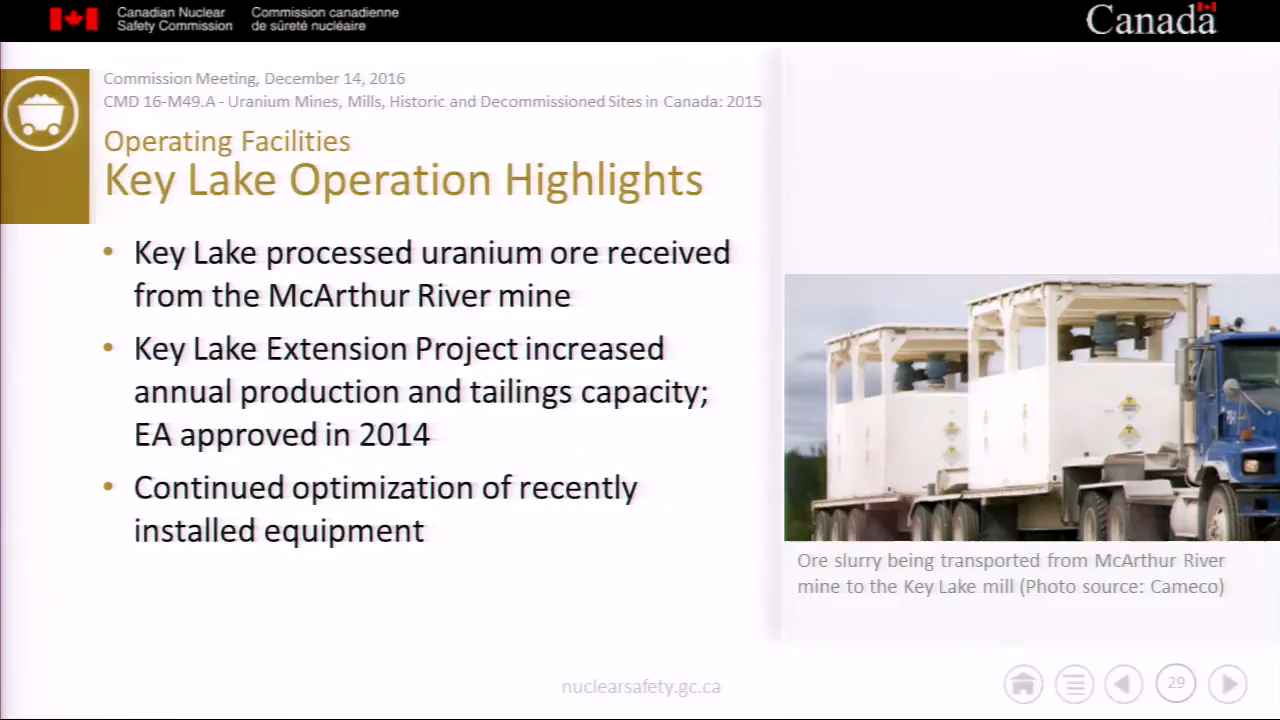 Canadian Nuclear
Safety Commission
Commission canadienne
de sûreté nucléaire
Canada
Commission Meeting, December 14, 2016
CMD 16-M49.A - Uranium Mines, Mills, Historic and Decommissioned Sites in Canada: 2015
Operating Facilities
Key Lake Operation Highlights
• Key Lake processed uranium ore received
from the McArthur River mine
• Key Lake Extension Project increased
annual production and tailings capacity;
EA approved in 2014
• Continued optimization of recently
installed equipment
Ore slurry being transported from McArthur River
mine to the Key Lake mill (Photo source: Cameco)
nuclearsafety.gc.ca
29